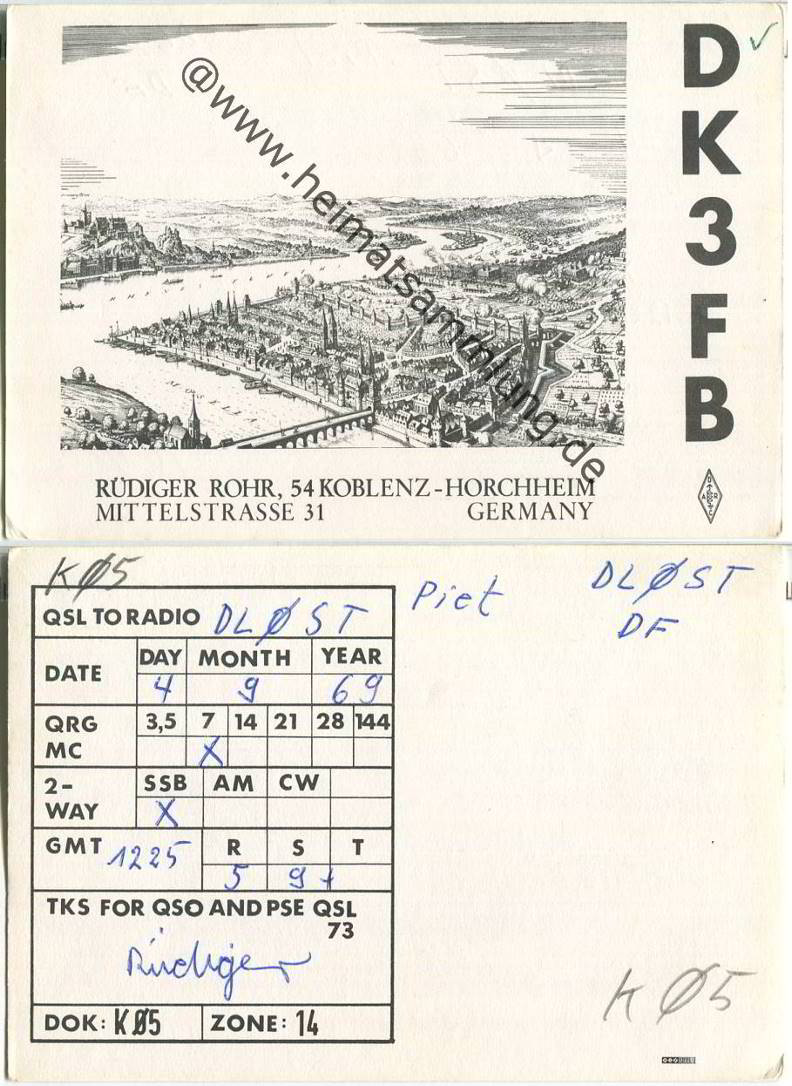 @www.heimatsammlung.de
D
K
3
F
B
RÜDIGER ROHR, 54 KOBLENZ-HORCHHEIM
MITTELSTRASSE 31 GERMANY
D
A R
C
KØ5
QSL TO RADIO DLØST
Piet
DLØST
DF
DATE DAY MONTH YEAR
4 9 69
QRG MC 3,5 7 14 21 28 144
X
2-WAY SSB AM CW
X
GMT 1225 R S T
5 9+
TKS FOR QSO AND PSE QSL
73
Rüdiger
DOK: KØ5 ZONE: 14
KØ5